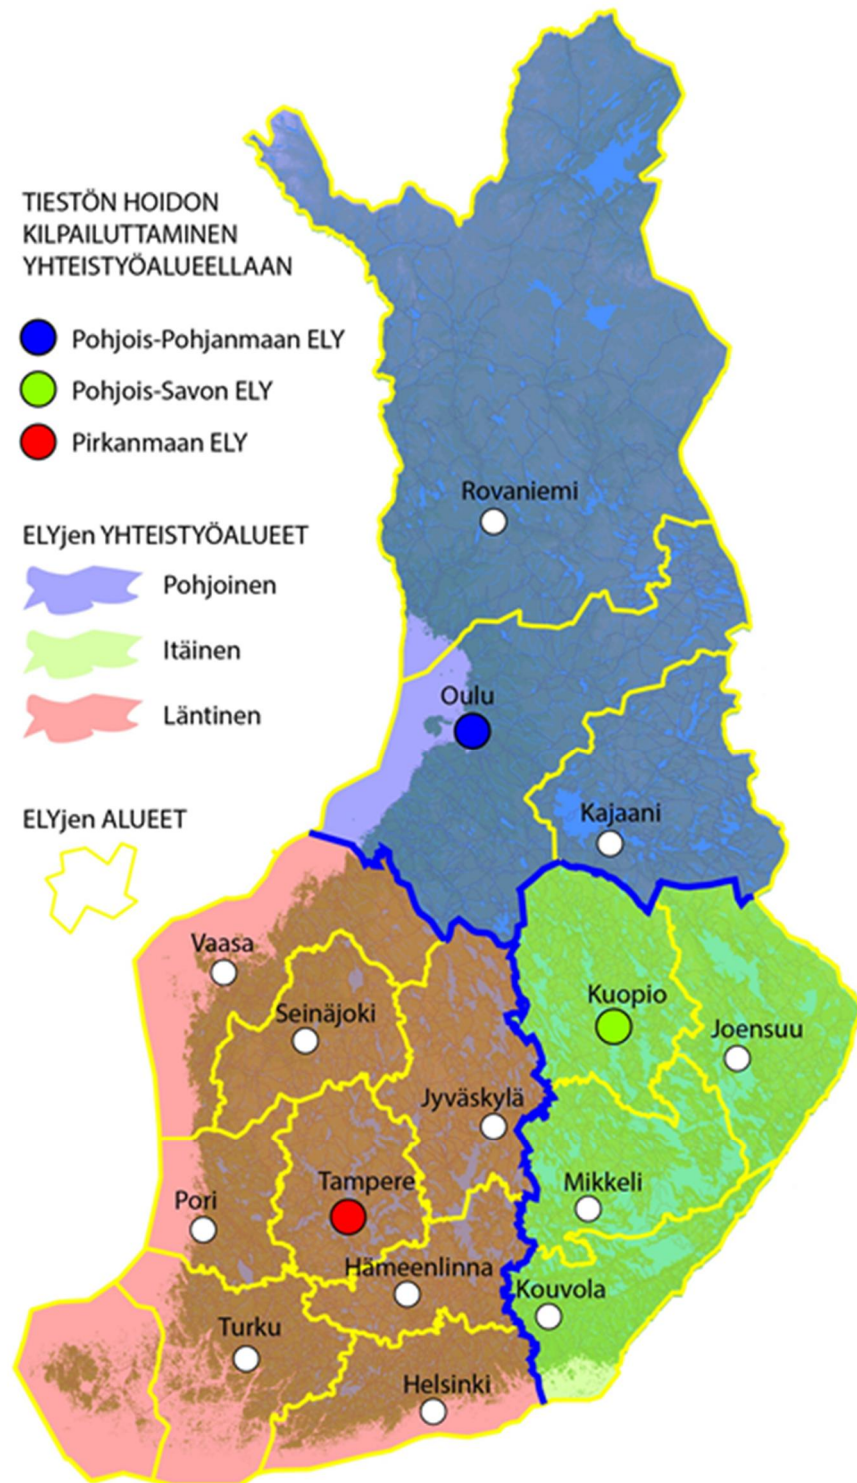 TIESTÖN HOIDON
KILPAILUTTAMINEN
YHTEISTYÖALUEELLAAN
Pohjois-Pohjanmaan ELY
Pohjois-Savon ELY
Pirkanmaan ELY
ELYjen YHTEISTYÖALUEET
Pohjoinen
Itäinen
Läntinen
ELYjen ALUEET
Rovaniemi
Oulu
Kajaani
Vaasa
Kuopio
Seinäjoki
Joensuu
Jyväskylä
Tampere
Mikkeli
Pori
Hämeenlinna
Kouvola
Turku
Helsinki